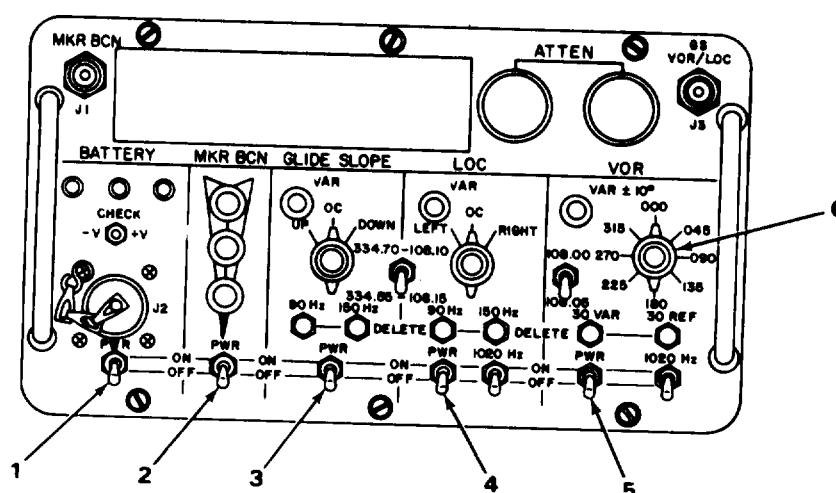 MKR BCN
J1
ATTEN
GS
VOR/LOC
J3
BATTERY
MKR BCN
GLIDE SLOPE
LOC
VOR
CHECK
-V +V
J2
VAR
OC
UP
DOWN
334.70-108.10
334.55-108.15
90 Hz
150 Hz
DELETE
VAR
OC
LEFT
RIGHT
90 Hz
150 Hz
DELETE
VAR ± 10°
000
045
090
135
180
225
270
315
108.00
108.05
30 VAR
30 REF
PWR
ON
OFF
PWR
ON
OFF
PWR
ON
OFF
PWR
1020 Hz
ON
OFF
PWR
1020 Hz
1
2
3
4
5